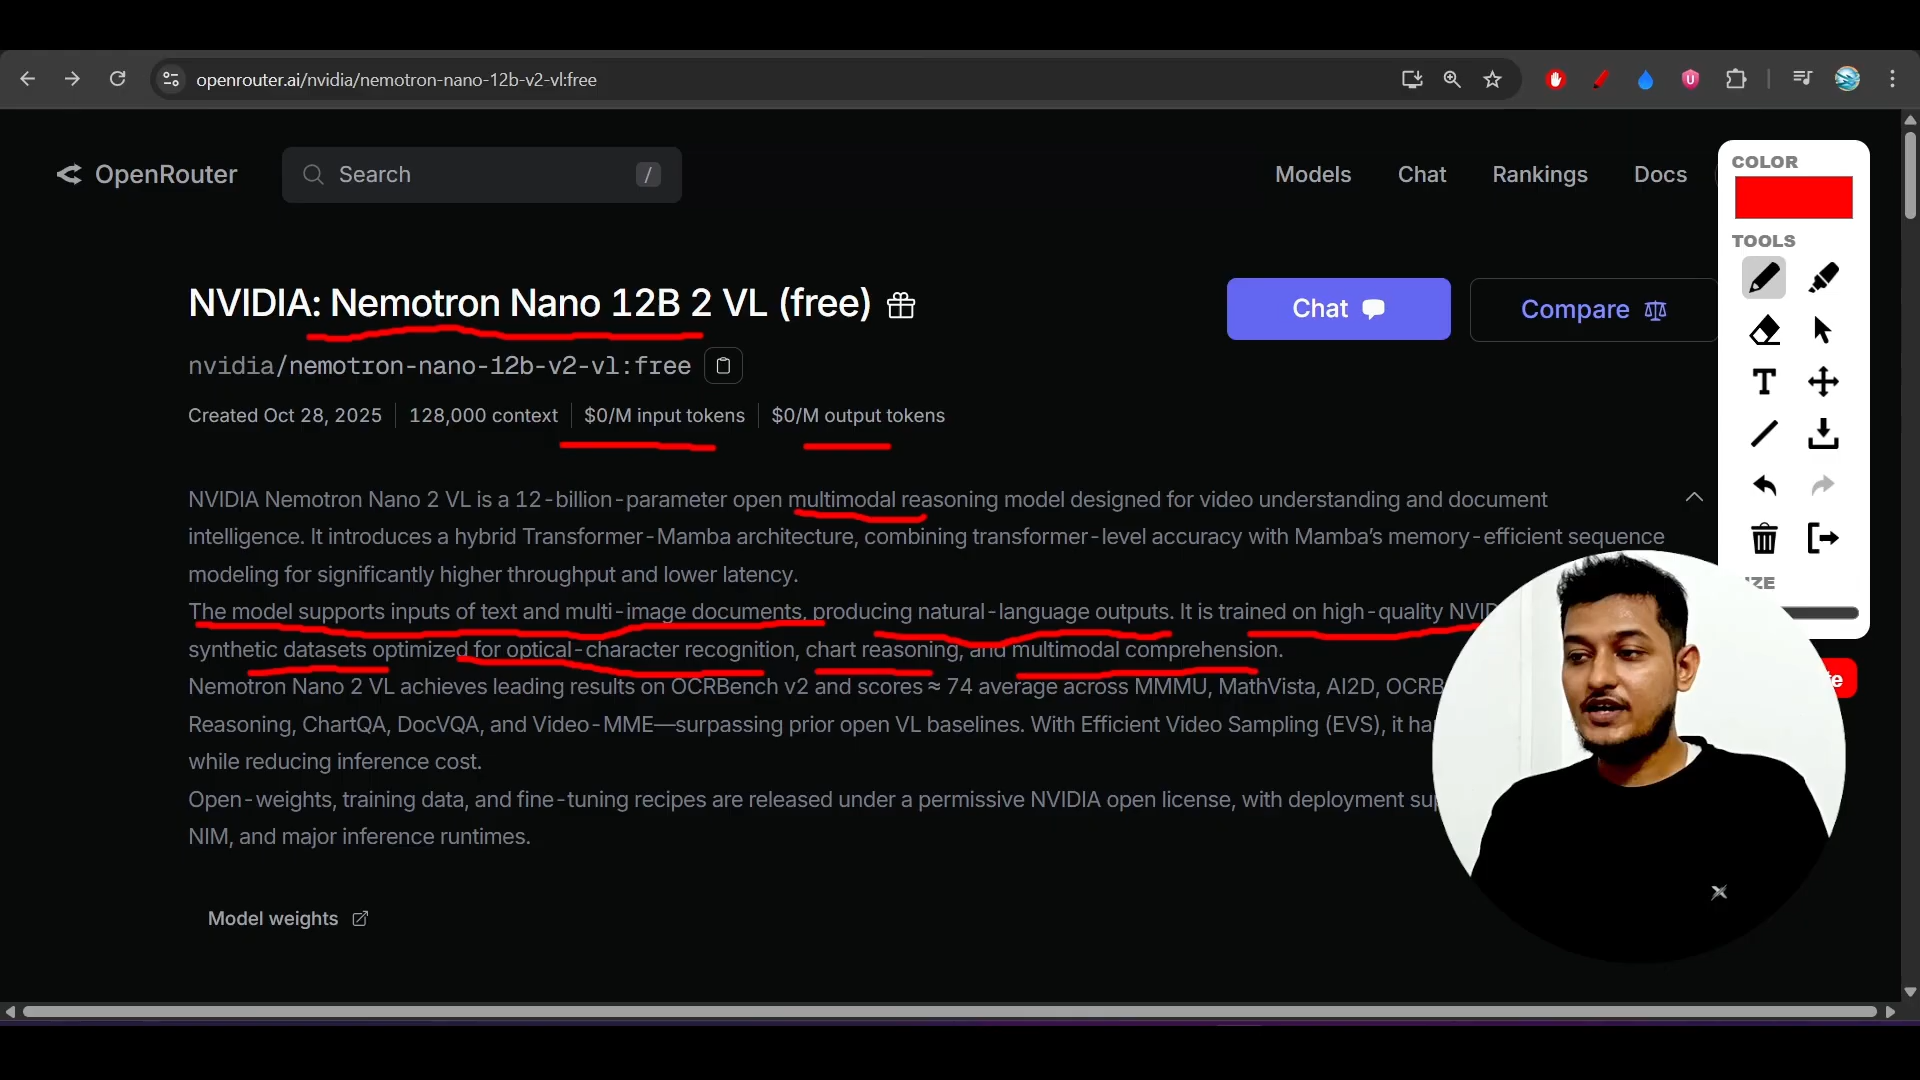 openrouter.ai/nvidia/nemotron-nano-12b-v2-vl:free
OpenRouter
Search
/
Models
Chat
Rankings
Docs
COLOR
TOOLS
NVIDIA: Nemotron Nano 12B 2 VL (free)
Chat
Compare
nvidia/nemotron-nano-12b-v2-vl:free
Created Oct 28, 2025
128,000 context
$0/M input tokens
$0/M output tokens
NVIDIA Nemotron Nano 2 VL is a 12-billion-parameter open multimodal reasoning model designed for video understanding and document
intelligence. It introduces a hybrid Transformer-Mamba architecture, combining transformer-level accuracy with Mamba's memory-efficient sequence
modeling for significantly higher throughput and lower latency.
The model supports inputs of text and multi-image documents, producing natural-language outputs. It is trained on high-quality
synthetic datasets optimized for optical-character recognition, chart reasoning, and multimodal comprehension.
Nemotron Nano 2 VL achieves leading results on OCRBench v2 and scores ≈ 74 average across MMMU, MathVista, AI2D,
Reasoning, ChartQA, DocVQA, and Video-MME—surpassing prior open VL baselines. With Efficient Video Sampling (EVS), it
while reducing inference cost.
Open-weights, training data, and fine-tuning recipes are released under a permissive NVIDIA open license, with deployment
NIM, and major inference runtimes.
Model weights